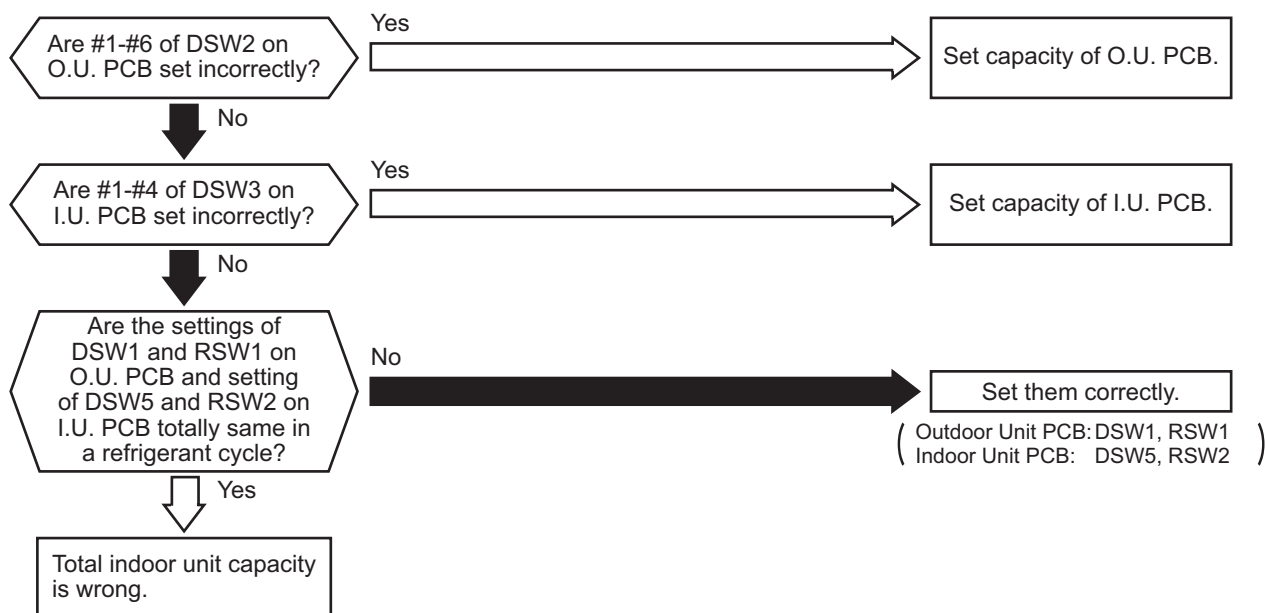 Are #1-#6 of DSW2 on
O.U. PCB set incorrectly?
Yes
Set capacity of O.U. PCB.
No
Are #1-#4 of DSW3 on
I.U. PCB set incorrectly?
Yes
Set capacity of I.U. PCB.
No
Are the settings of
DSW1 and RSW1 on
O.U. PCB and setting
of DSW5 and RSW2 on
I.U. PCB totally same in
a refrigerant cycle?
No
Set them correctly.
( Outdoor Unit PCB: DSW1, RSW1
Indoor Unit PCB: DSW5, RSW2 )
Yes
Total indoor unit capacity
is wrong.